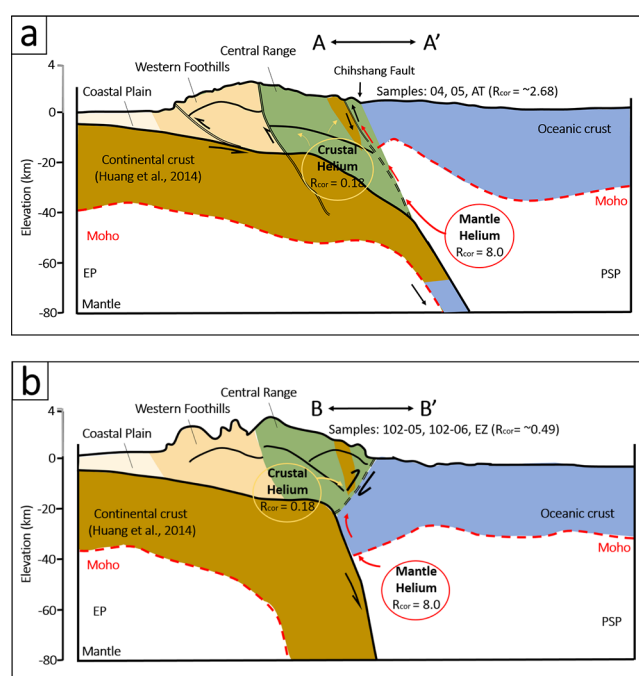 a
A A'
Central Range
Western Foothills
Chihshang Fault
Coastal Plain
Samples: 04, 05, AT (Rcor = ~2.68)
4
0
-20
-40
-60
-80
Elevation (km)
Oceanic crust
Continental crust
(Huang et al., 2014)
Crustal
Helium
Rcor = 0.18
Moho
Moho
Mantle
Helium
Rcor = 8.0
EP
PSP
Mantle
b
B B'
Central Range
Western Foothills
Samples: 102-05, 102-06, EZ (Rcor= ~0.49)
Coastal Plain
4
0
-20
-40
-60
-80
Elevation (km)
Crustal
Helium
Rcor = 0.18
Continental crust
(Huang et al., 2014)
Oceanic crust
Moho
Moho
Mantle
Helium
Rcor = 8.0
EP
PSP
Mantle